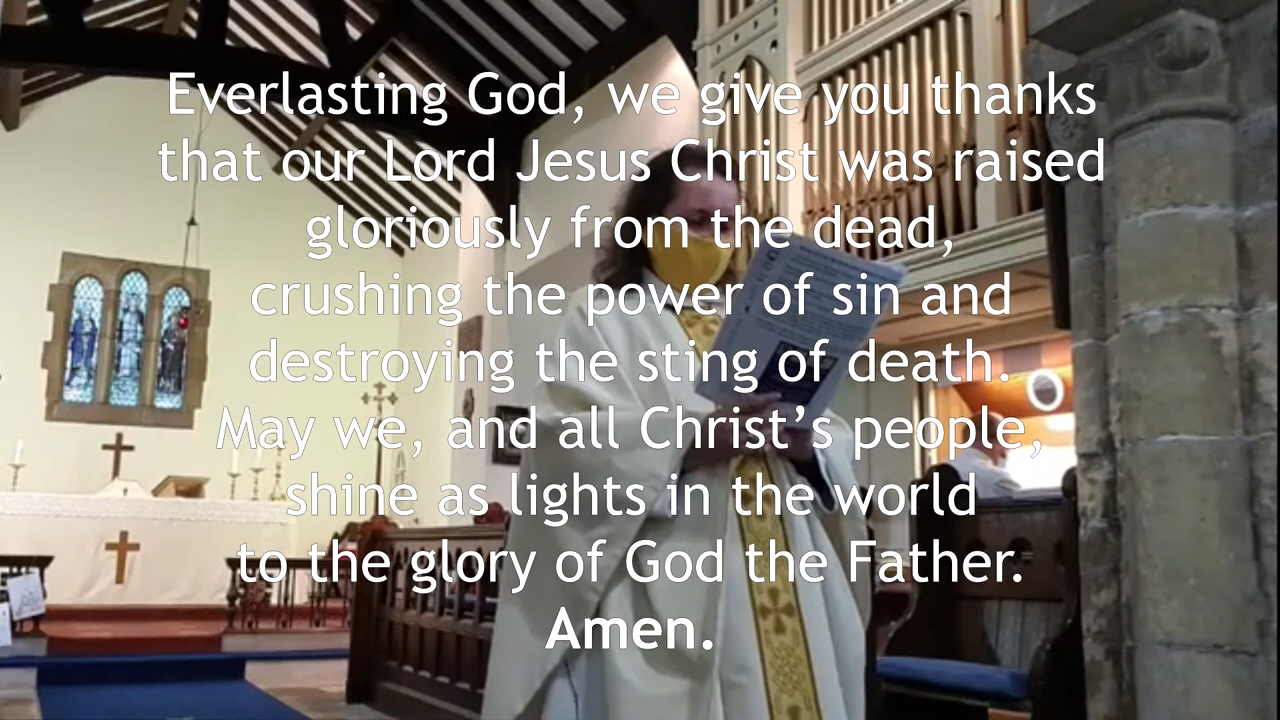 Everlasting God, we give you thanks
that our Lord Jesus Christ was raised
gloriously from the dead,
crushing the power of sin and
destroying the sting of death.
May we, and all Christ’s people,
shine as lights in the world
to the glory of God the Father.
Amen.